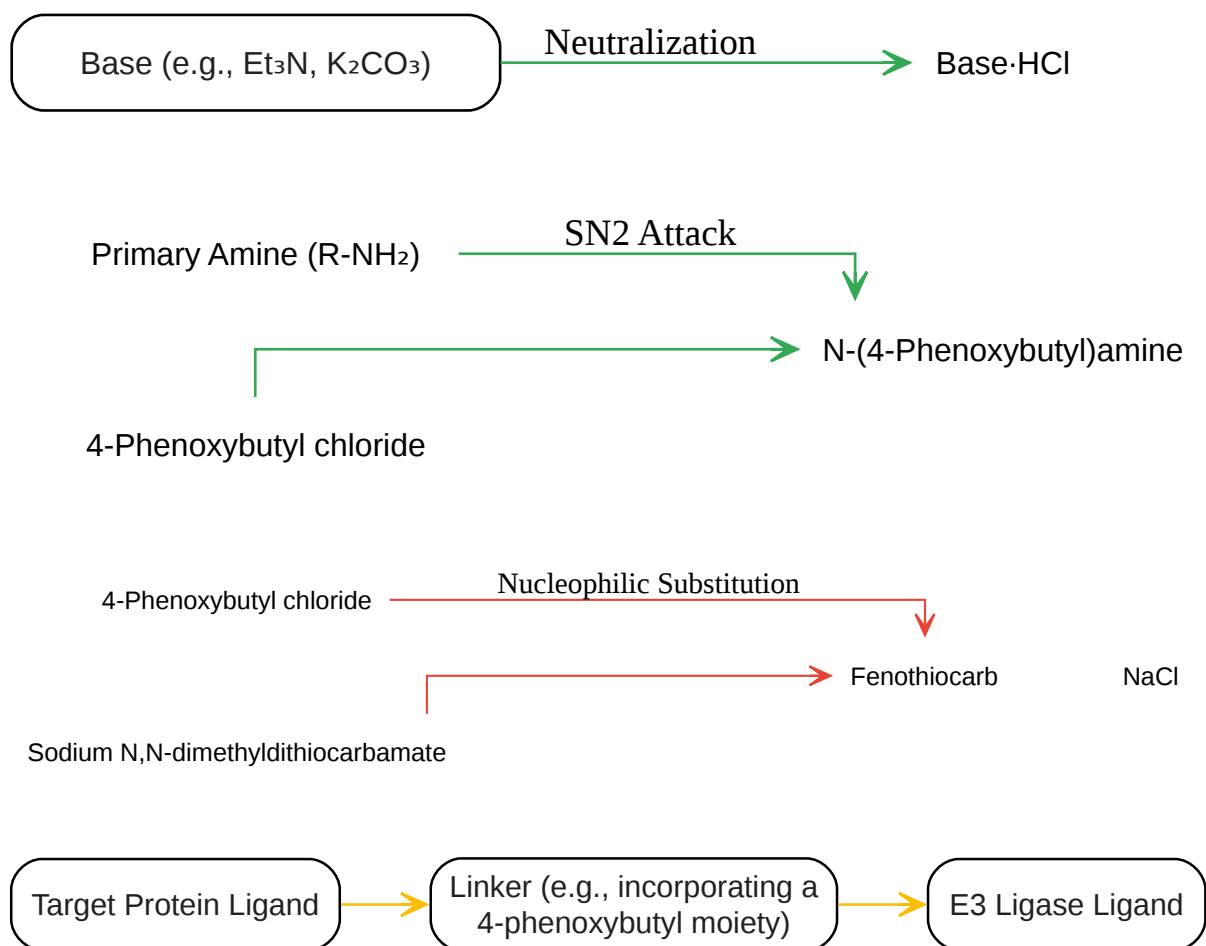 Base (e.g., Et₃N, K₂CO₃)
Neutralization
Base·HCl
SN2 Attack
Primary Amine (R-NH₂)
N-(4-Phenoxybutyl)amine
4-Phenoxybutyl chloride
Nucleophilic Substitution
4-Phenoxybutyl chloride
Fenothiocarb
NaCl
Sodium N,N-dimethyldithiocarbamate
Target Protein Ligand
Linker (e.g., incorporating a
4-phenoxybutyl moiety)
E3 Ligase Ligand